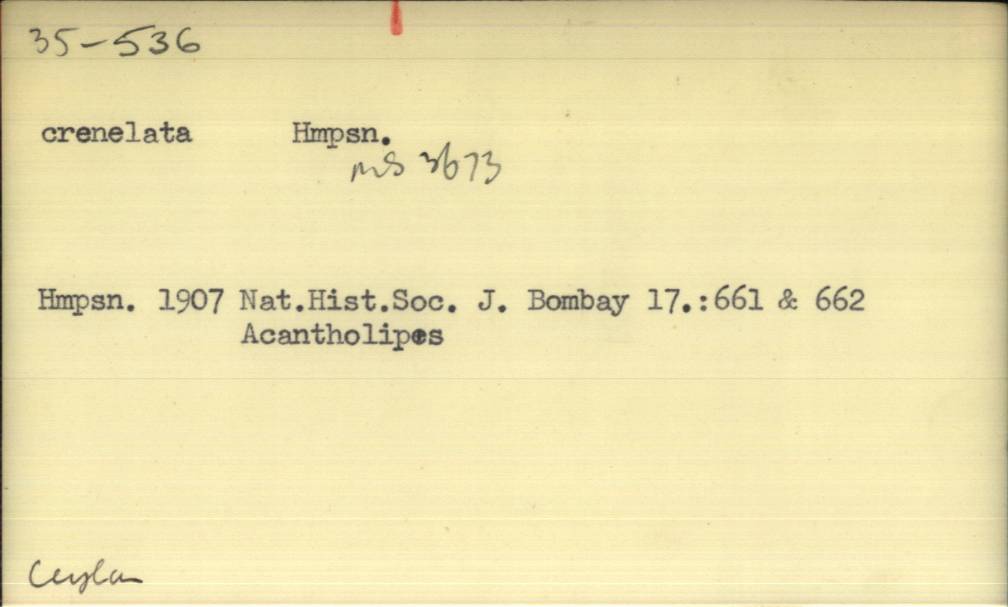 35-536
crenelata Hmpsn.
MS 3673
Hmpsn. 1907 Nat.Hist.Soc. J. Bombay 17.:661 & 662
Acantholipes
Ceylon